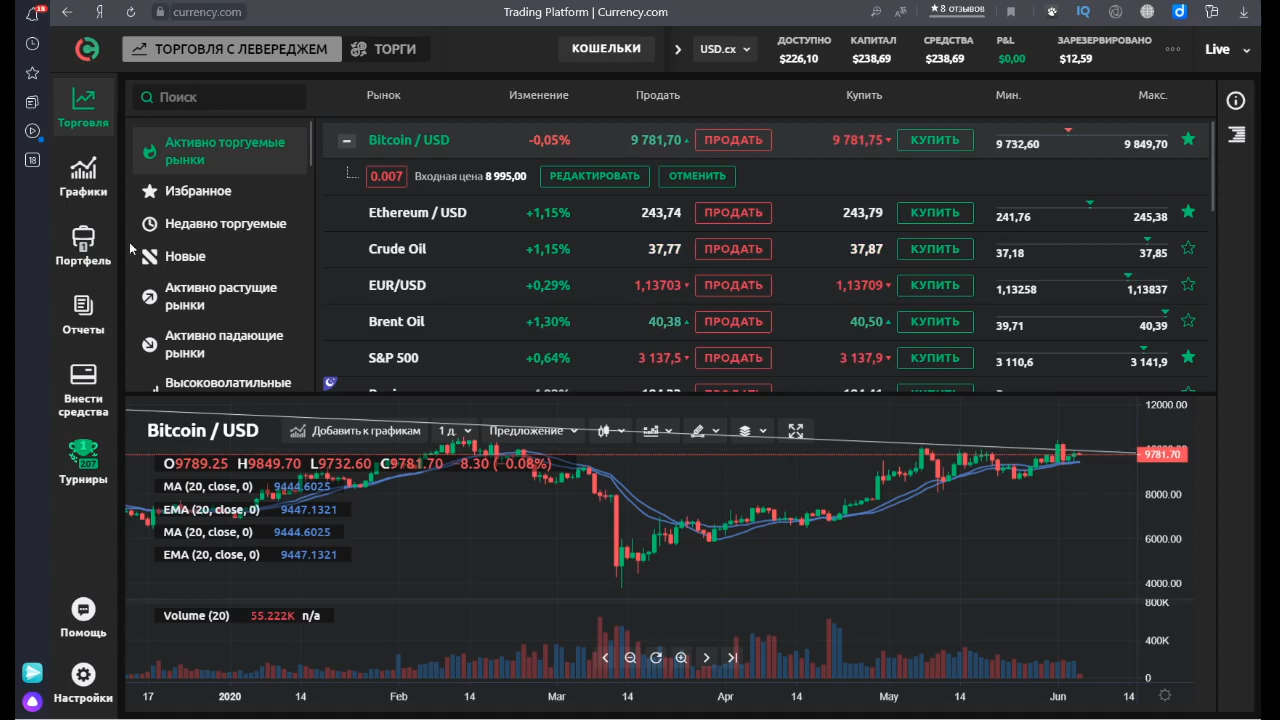 18
currency.com
Trading Platform | Currency.com
★8 отзывов
IQ
ТОРГОВЛЯ С ЛЕВЕРЕДЖЕМ
ТОРГИ
КОШЕЛЬКИ
USD.cx
ДОСТУПНО
$226,10
КАПИТАЛ
$238,69
СРЕДСТВА
$238,69
P&L
$0,00
ЗАРЕЗЕРВИРОВАНО
$12,59
Live
Торговля
Графики
1
Портфель
Отчеты
Внести
средства
1
207
Турниры
Помощь
Настройки
Поиск
Активно торгуемые
рынки
Избранное
Недавно торгуемые
Новые
Активно растущие
рынки
Активно падающие
рынки
Высоковолатильные
Рынок Изменение Продать Купить Мин. Макс.
Bitcoin / USD -0,05% 9 781,70 ПРОДАТЬ 9 781,75 КУПИТЬ 9 732,60 9 849,70
0.007 Входная цена 8 995,00 РЕДАКТИРОВАТЬ ОТМЕНИТЬ
Ethereum / USD +1,15% 243,74 ПРОДАТЬ 243,79 КУПИТЬ 241,76 245,38
Crude Oil +1,15% 37,77 ПРОДАТЬ 37,87 КУПИТЬ 37,18 37,85
EUR/USD +0,29% 1,13703 ПРОДАТЬ 1,13709 КУПИТЬ 1,13258 1,13837
Brent Oil +1,30% 40,38 ПРОДАТЬ 40,50 КУПИТЬ 39,71 40,39
S&P 500 +0,64% 3 137,5 ПРОДАТЬ 3 137,9 КУПИТЬ 3 110,6 3 141,9
Bitcoin / USD
Добавить к графикам 1 д. Предложение
O9789.25 H9849.70 L9732.60 C9781.70 -8.30 (-0.08%)
MA (20, close, 0) 9444.6025
EMA (20, close, 0) 9447.1321
MA (20, close, 0) 9444.6025
EMA (20, close, 0) 9447.1321
Volume (20) 55.222K n/a
12000.00
9781.70
8000.00
6000.00
4000.00
800K
400K
0
17 2020 14 Feb 14 Mar 14 Apr 14 May 14 Jun 14